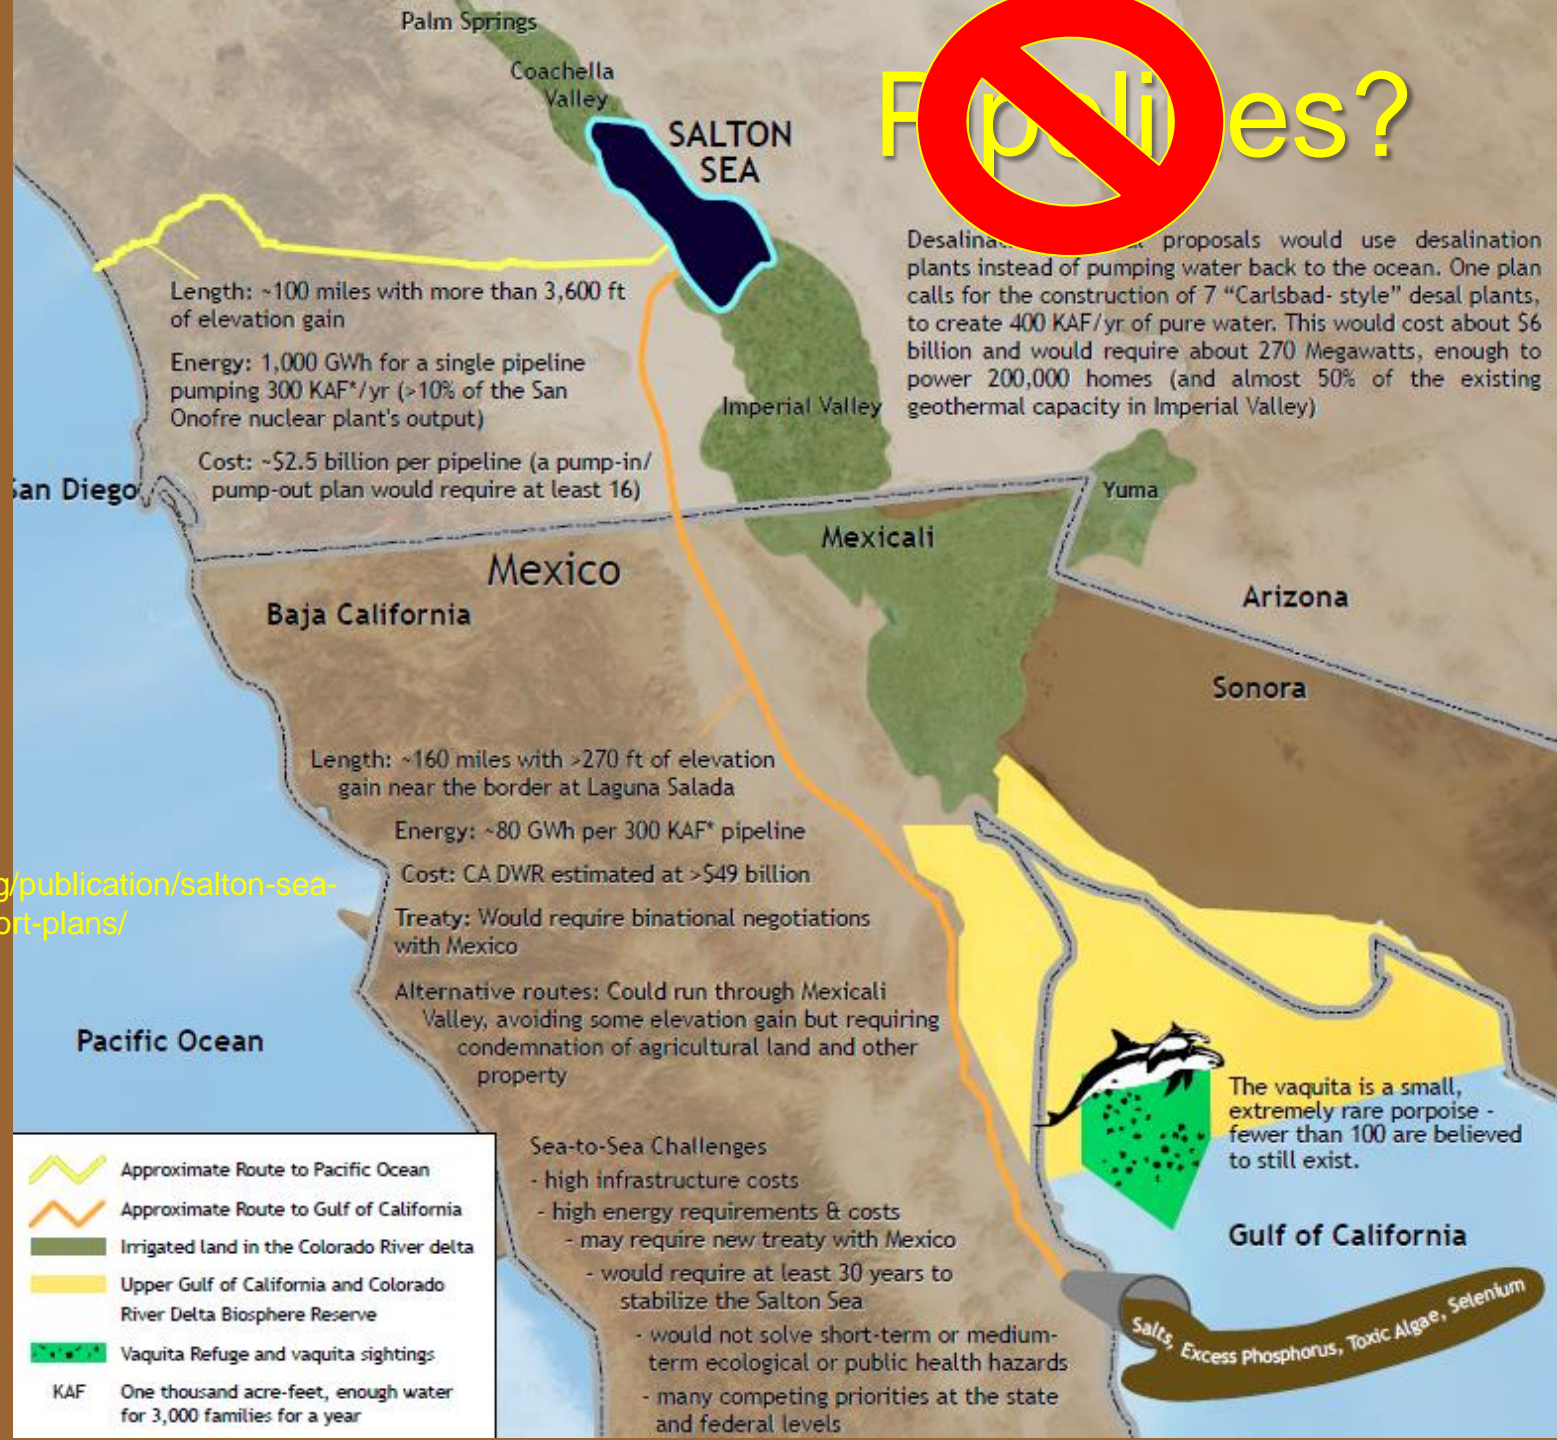 Palm Springs
Coachella
Valley
SALTON
SEA
es?
proposals would use desalination
plants instead of pumping water back to the ocean. One plan
calls for the construction of 7 “Carlsbad- style” desal plants,
to create 400 KAF/yr of pure water. This would cost about $6
billion and would require about 270 Megawatts, enough to
power 200,000 homes (and almost 50% of the existing
geothermal capacity in Imperial Valley)
Length: ~100 miles with more than 3,600 ft
of elevation gain
Energy: 1,000 GWh for a single pipeline
pumping 300 KAF*/yr (>10% of the San
Onofre nuclear plant's output)
Cost: ~$2.5 billion per pipeline (a pump-in/
pump-out plan would require at least 16)
Imperial Valley
San Diego
Yuma
Mexicali
Mexico
Baja California
Arizona
Sonora
Length: ~160 miles with >270 ft of elevation
gain near the border at Laguna Salada
Energy: ~80 GWh per 300 KAF* pipeline
Cost: CA DWR estimated at >$49 billion
Treaty: Would require binational negotiations
with Mexico
Alternative routes: Could run through Mexicali
Valley, avoiding some elevation gain but requiring
condemnation of agricultural land and other
property
g/publication/salton-sea-
ort-plans/
Pacific Ocean
The vaquita is a small,
extremely rare porpoise -
fewer than 100 are believed
to still exist.
Gulf of California
Sea-to-Sea Challenges
- high infrastructure costs
- high energy requirements & costs
- may require new treaty with Mexico
- would require at least 30 years to
stabilize the Salton Sea
- would not solve short-term or medium-
term ecological or public health hazards
- many competing priorities at the state
and federal levels
Salts, Excess Phosphorus, Toxic Algae, Selenium
Approximate Route to Pacific Ocean
Approximate Route to Gulf of California
Irrigated land in the Colorado River delta
Upper Gulf of California and Colorado
River Delta Biosphere Reserve
Vaquita Refuge and vaquita sightings
KAF One thousand acre-feet, enough water
for 3,000 families for a year